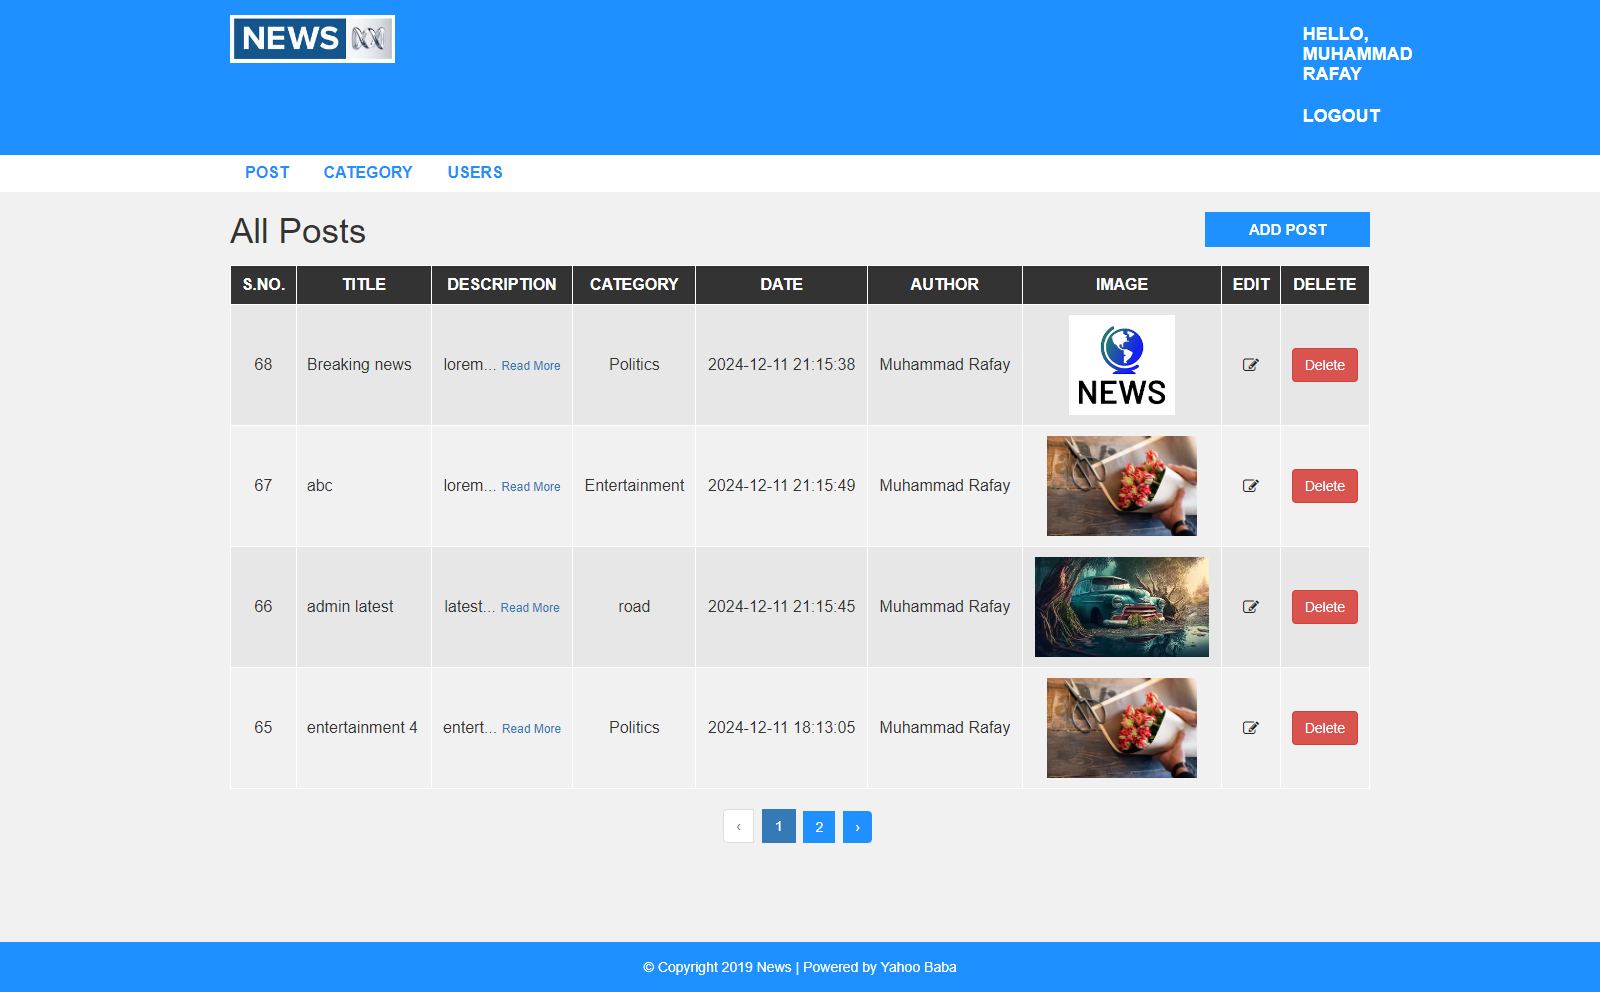 NEWS
HELLO,
MUHAMMAD
RAFAY
LOGOUT
POST CATEGORY USERS
All Posts
ADD POST
S.NO. TITLE DESCRIPTION CATEGORY DATE AUTHOR IMAGE EDIT DELETE
68 Breaking news lorem... Read More Politics 2024-12-11 21:15:38 Muhammad Rafay Delete
NEWS
67 abc lorem... Read More Entertainment 2024-12-11 21:15:49 Muhammad Rafay Delete
66 admin latest latest... Read More road 2024-12-11 21:15:45 Muhammad Rafay Delete
65 entertainment 4 entert... Read More Politics 2024-12-11 18:13:05 Muhammad Rafay Delete
‹ 1 2 ›
© Copyright 2019 News | Powered by Yahoo Baba